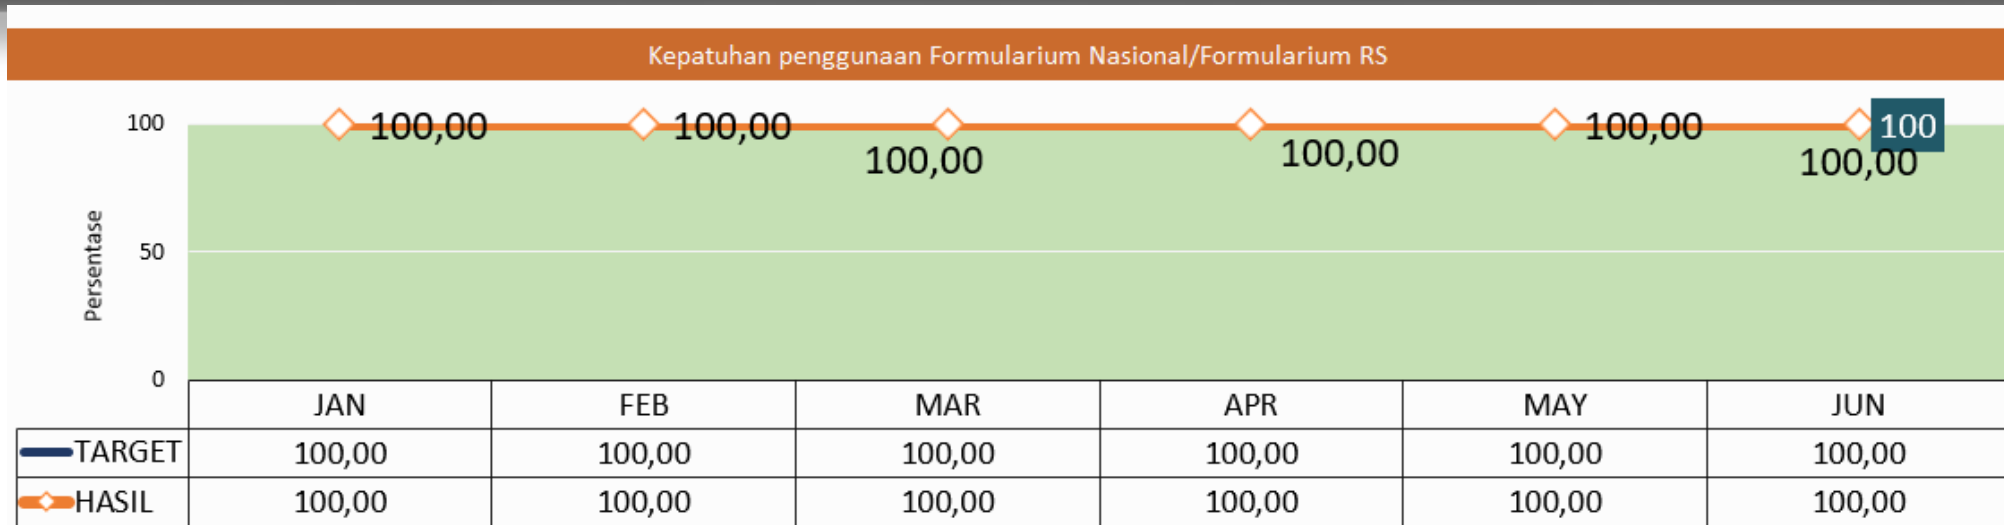 Kepatuhan penggunaan Formularium Nasional/Formularium RS
Persentase
100
50
0
100,00
100,00
100,00
100,00
100,00
100
100,00
JAN FEB MAR APR MAY JUN
TARGET 100,00 100,00 100,00 100,00 100,00 100,00
HASIL 100,00 100,00 100,00 100,00 100,00 100,00